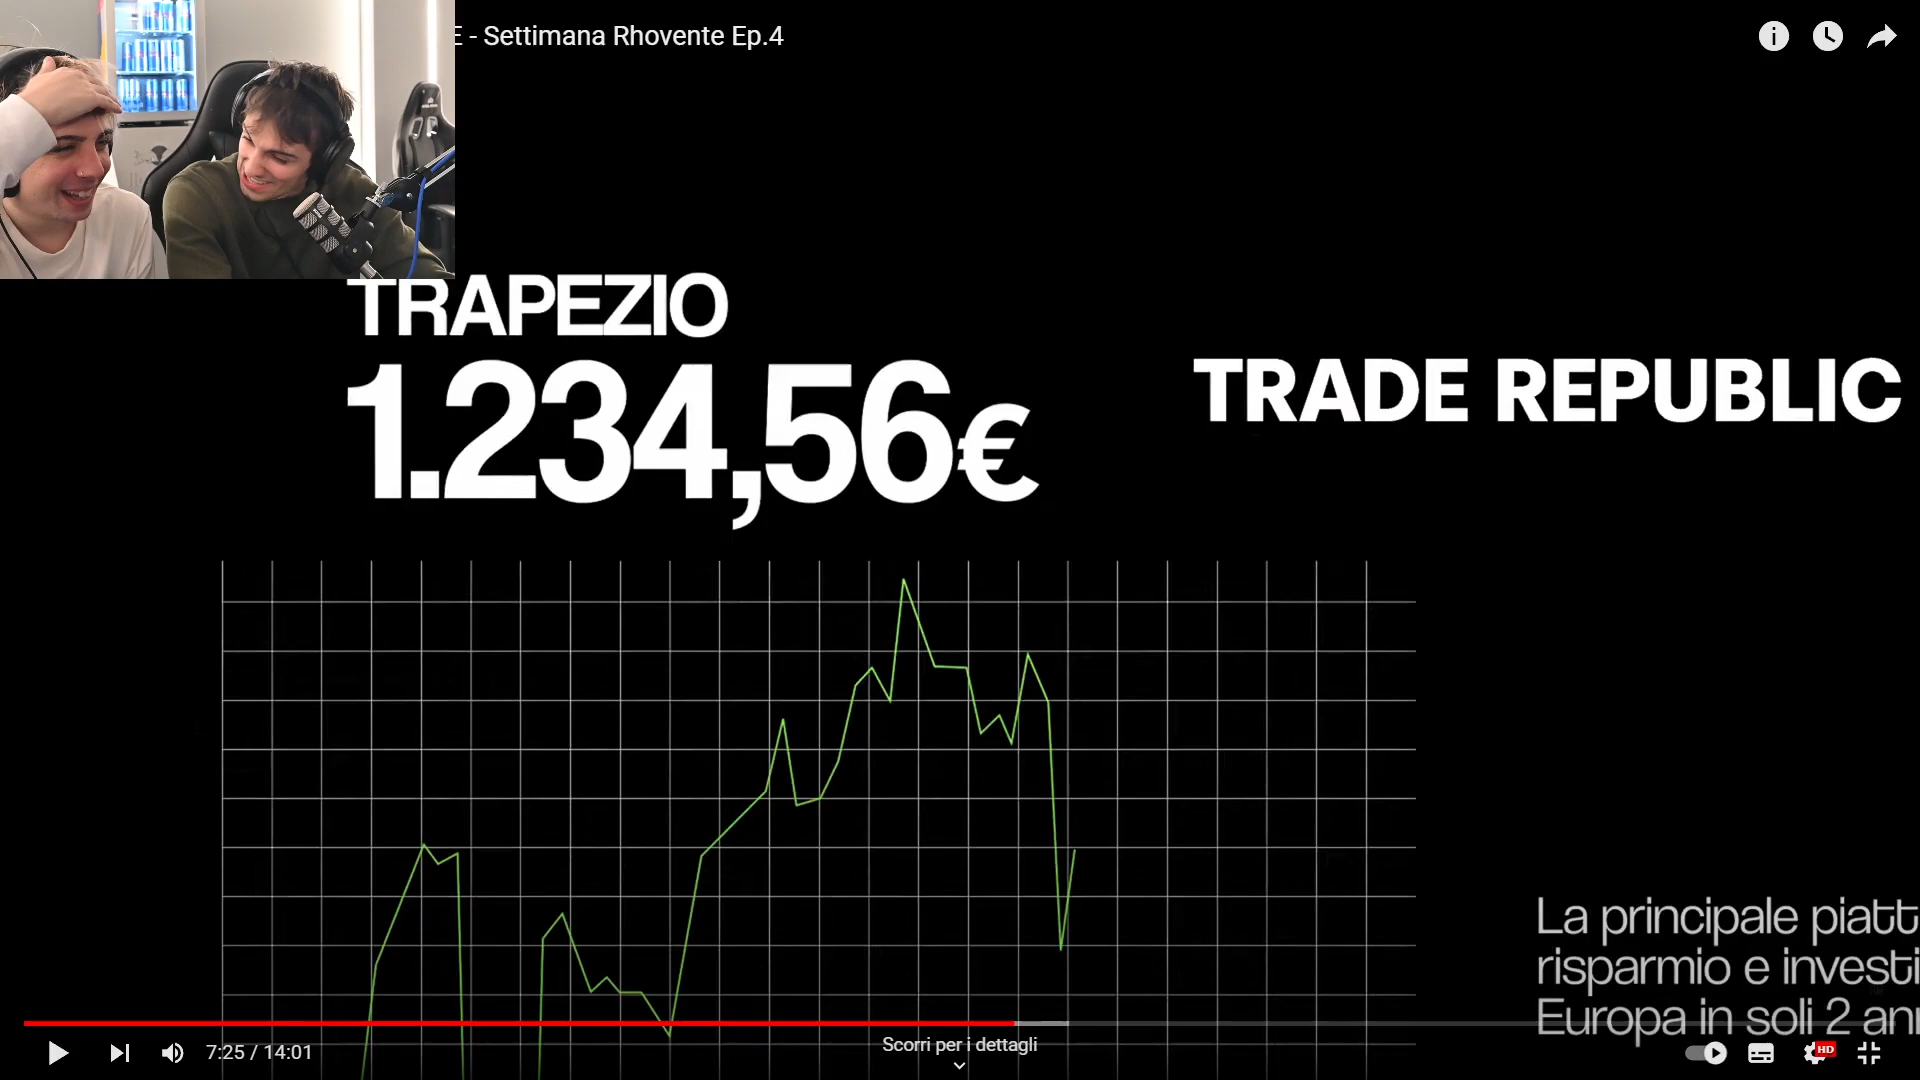 E - Settimana Rhovente Ep.4
TRAPEZIO
1.234,56€
TRADE REPUBLIC
La principale piatt
risparmio e investi
Europa in soli 2 an
7:25 / 14:01
Scorri per i dettagli
HD